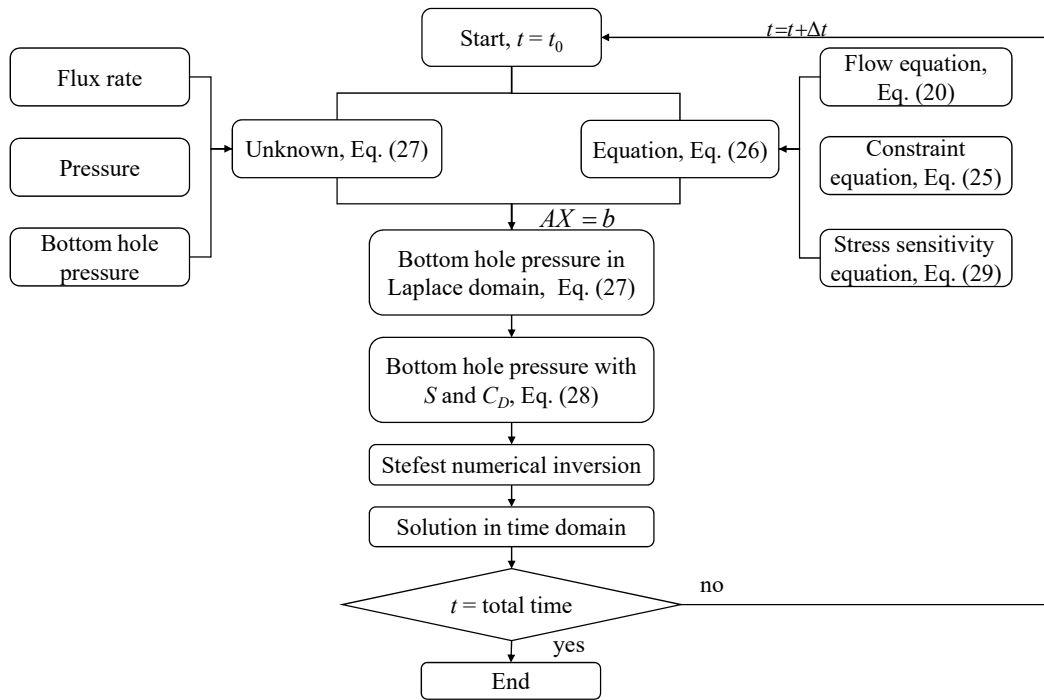 Start, t = t0
t=t+Δt
Flux rate
Pressure
Bottom hole
pressure
Unknown, Eq. (27)
Equation, Eq. (26)
Flow equation,
Eq. (20)
Constraint
equation, Eq. (25)
Stress sensitivity
equation, Eq. (29)
AX = b
Bottom hole pressure in
Laplace domain, Eq. (27)
Bottom hole pressure with
S and CD, Eq. (28)
Stefest numerical inversion
Solution in time domain
t = total time
no
yes
End